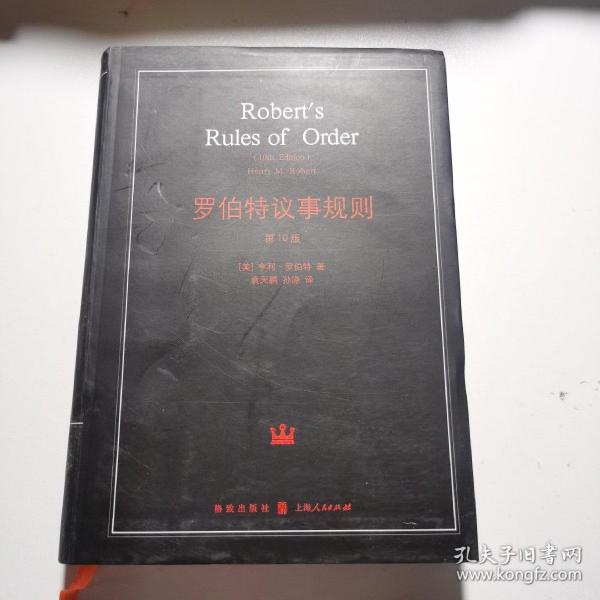 Robert's
Rules of Order
(10th Edition)
Henry M. Robert
罗伯特议事规则
第10版
[美] 亨利·罗伯特 著
袁天鹏 孙涤 译
格致出版社 上海人民出版社
孔夫子旧书网
www.kongfz.com